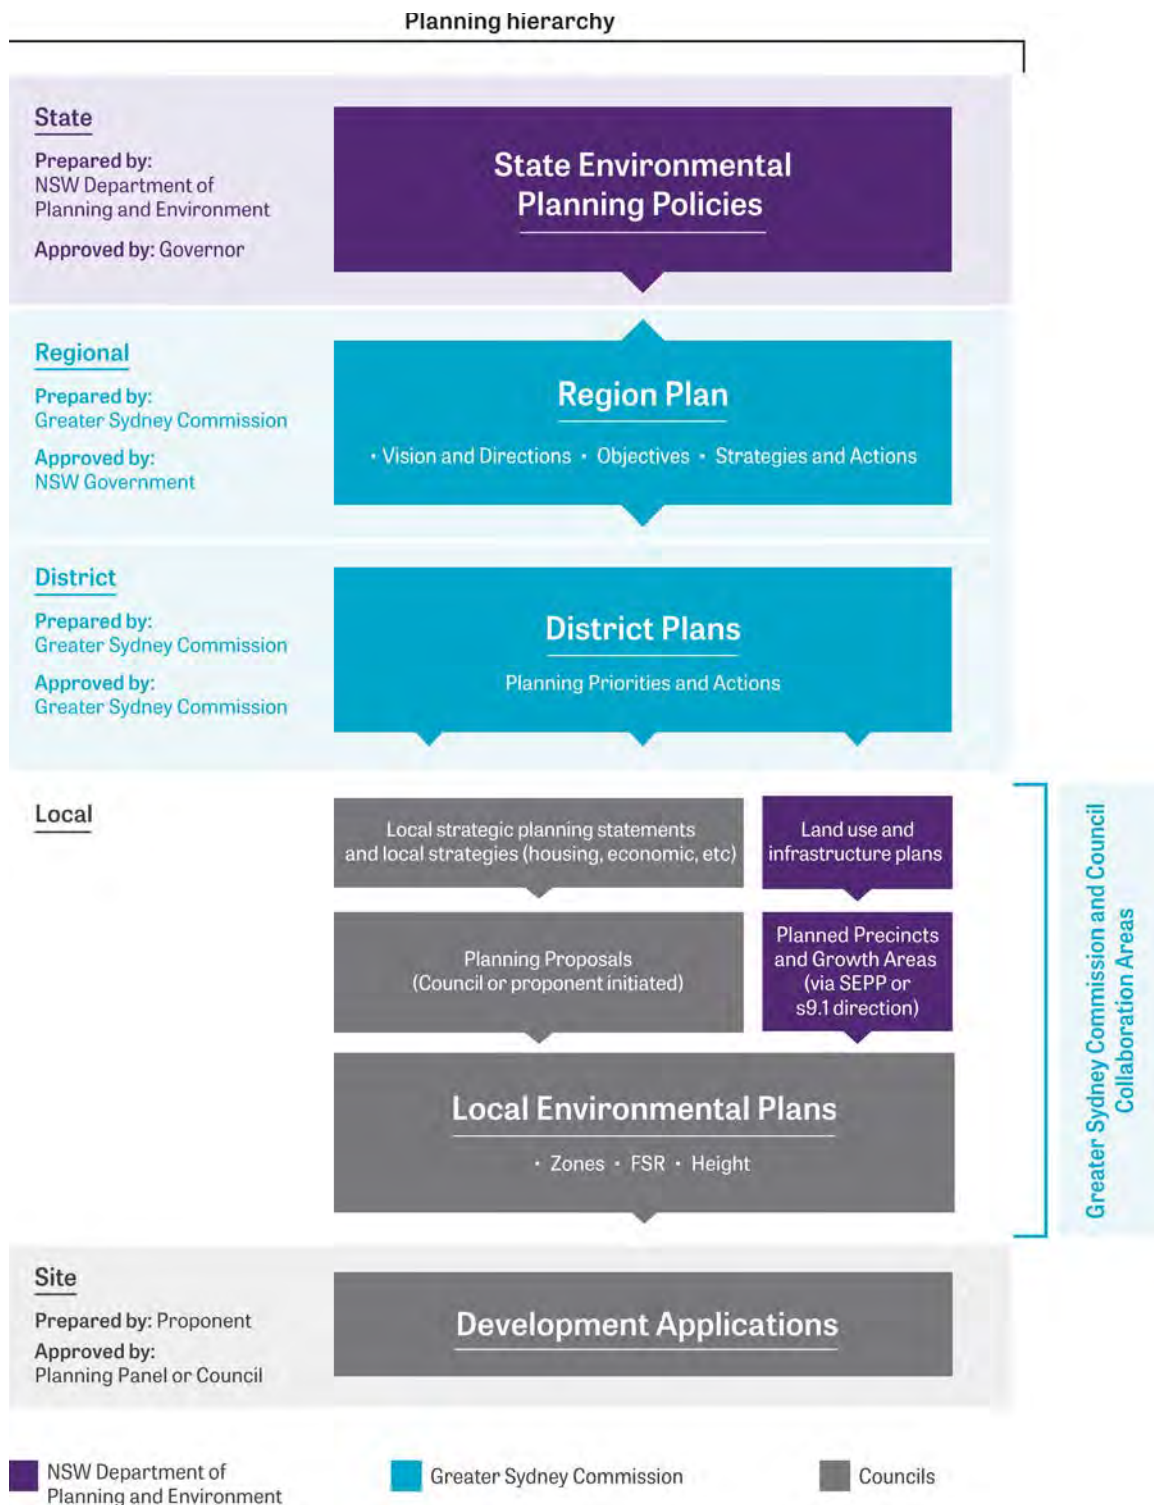 Planning hierarchy
State
Prepared by:
NSW Department of
Planning and Environment
Approved by: Governor
State Environmental
Planning Policies
Regional
Prepared by:
Greater Sydney Commission
Approved by:
NSW Government
Region Plan
• Vision and Directions • Objectives • Strategies and Actions
District
Prepared by:
Greater Sydney Commission
Approved by:
Greater Sydney Commission
District Plans
Planning Priorities and Actions
Local
Local strategic planning statements
and local strategies (housing, economic, etc)
Land use and
infrastructure plans
Planning Proposals
(Council or proponent initiated)
Planned Precincts
and Growth Areas
(via SEPP or
s9.1 direction)
Local Environmental Plans
• Zones • FSR • Height
Greater Sydney Commission and Council
Collaboration Areas
Site
Prepared by: Proponent
Approved by:
Planning Panel or Council
Development Applications
NSW Department of
Planning and Environment
Greater Sydney Commission
Councils